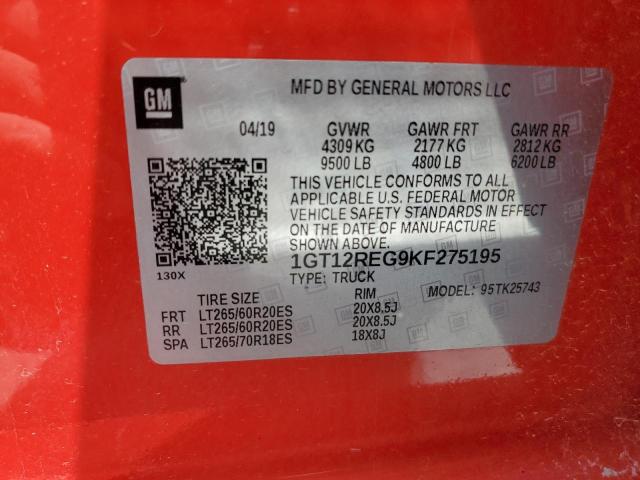 GM
MFD BY GENERAL MOTORS LLC
04/19 GVWR GAWR FRT GAWR RR
4309 KG 2177 KG 2812 KG
9500 LB 4800 LB 6200 LB
THIS VEHICLE CONFORMS TO ALL
APPLICABLE U.S. FEDERAL MOTOR
VEHICLE SAFETY STANDARDS IN EFFECT
ON THE DATE OF MANUFACTURE
SHOWN ABOVE.
130X
1GT12REG9KF275195
TYPE: TRUCK MODEL: 95TK25743
TIRE SIZE RIM
FRT LT265/60R20ES 20X8.5J
RR LT265/60R20ES 20X8.5J
SPA LT265/70R18ES 18X8J